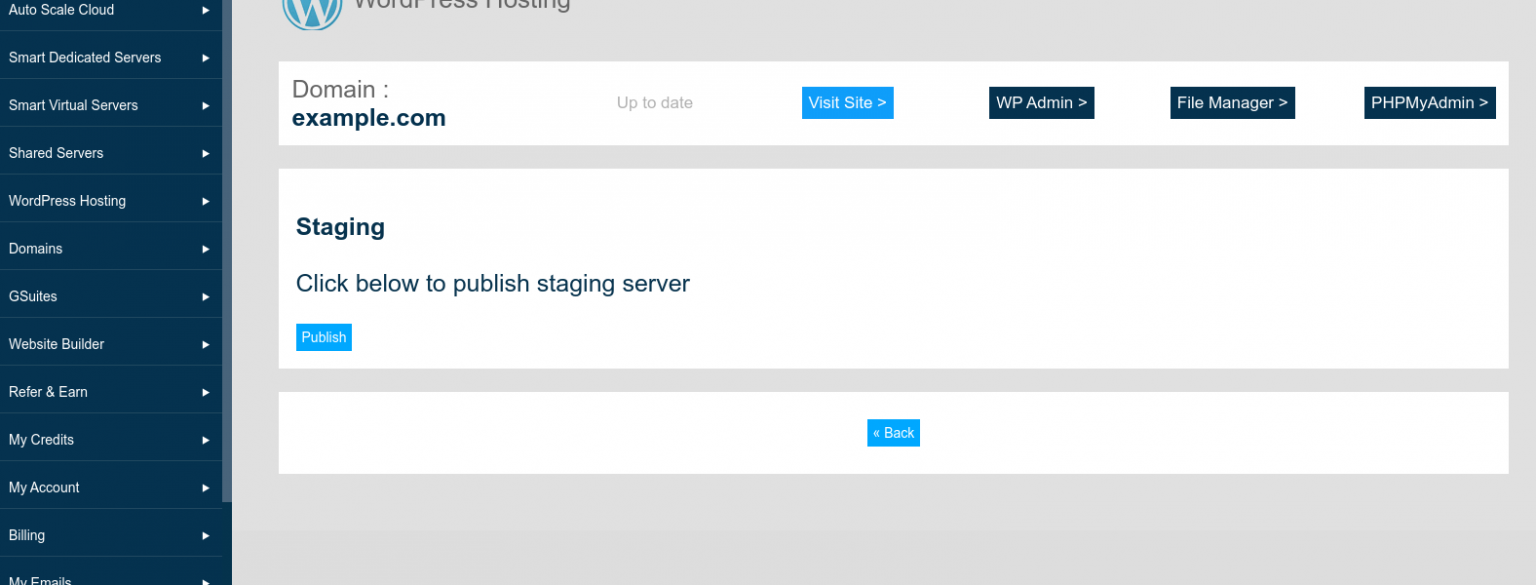 Auto Scale Cloud
Smart Dedicated Servers
Smart Virtual Servers
Shared Servers
WordPress Hosting
Domains
GSuites
Website Builder
Refer & Earn
My Credits
My Account
Billing
My Emails
WordPress Hosting
Domain :
example.com
Up to date
Visit Site >
WP Admin >
File Manager >
PHPMyAdmin >
Staging
Click below to publish staging server
Publish
« Back